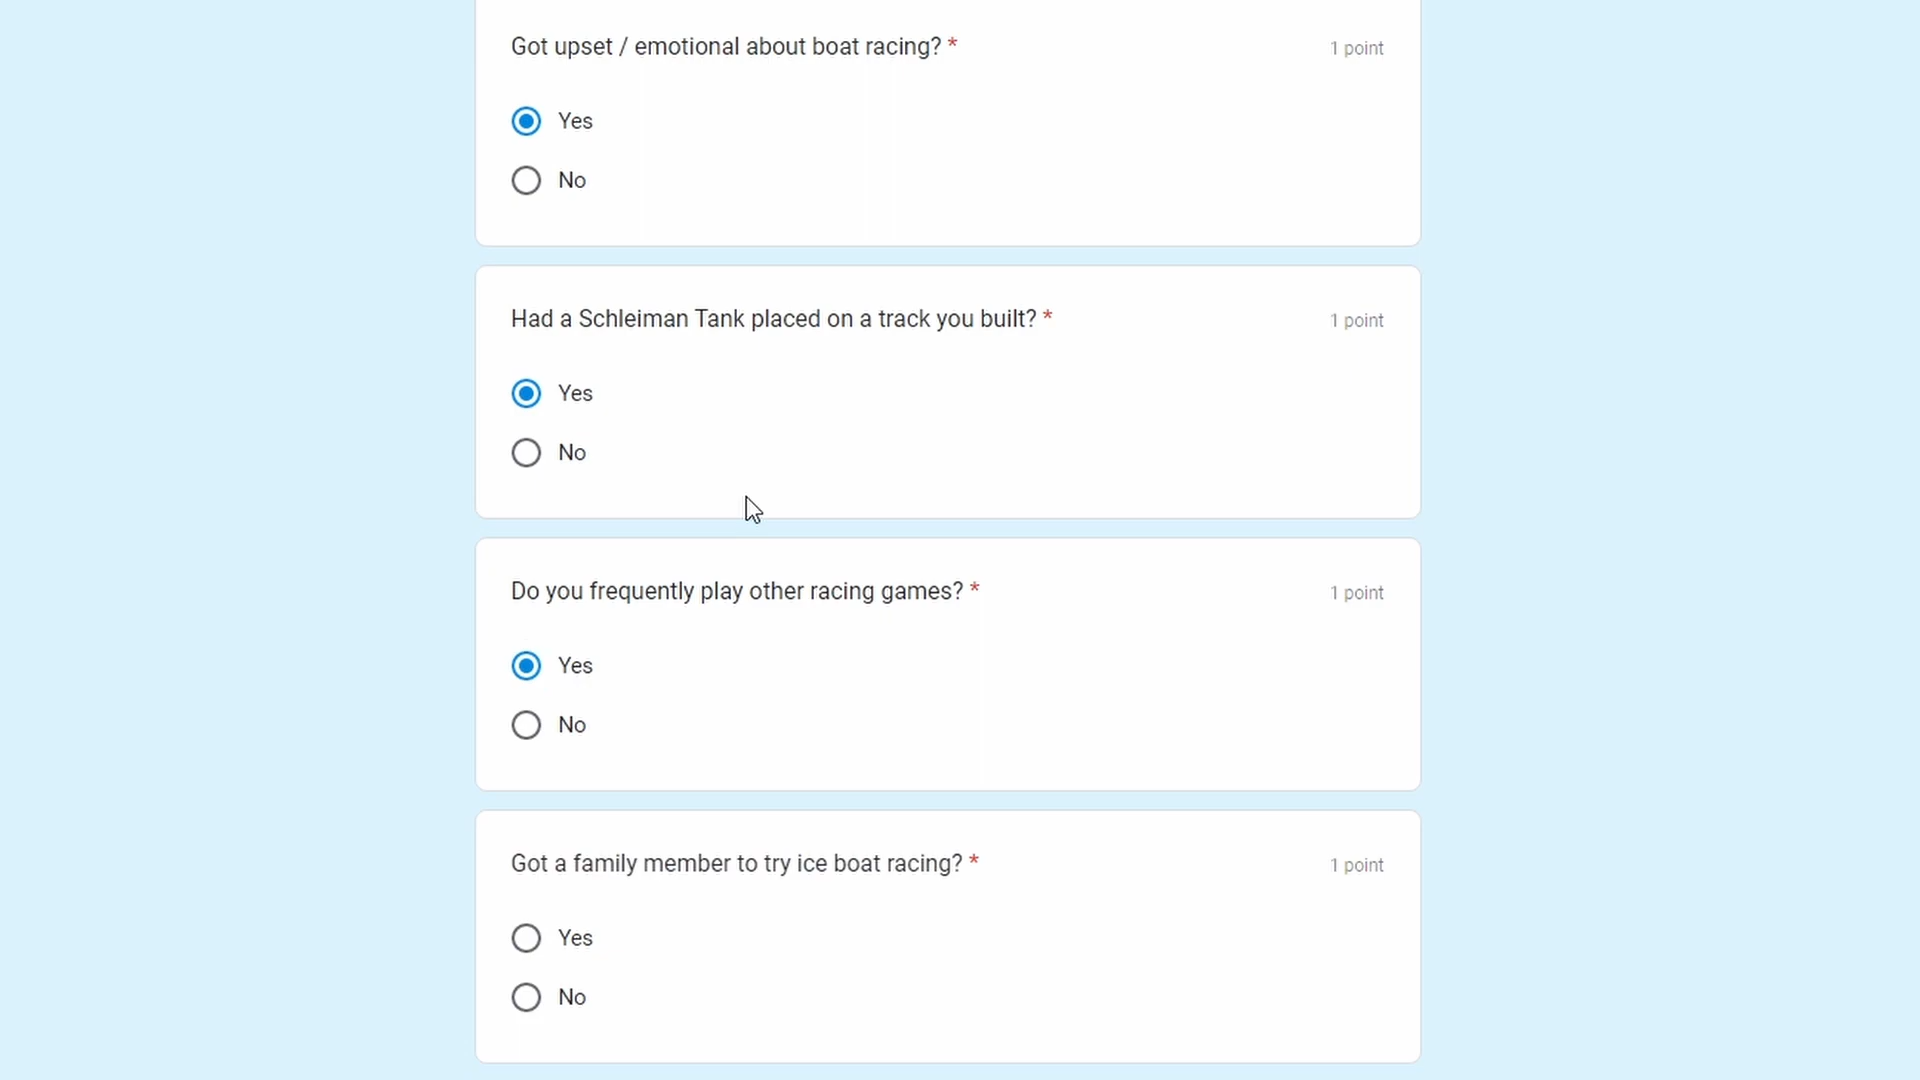 Got upset / emotional about boat racing? *
1 point
Yes
No
Had a Schleiman Tank placed on a track you built? *
1 point
Yes
No
Do you frequently play other racing games? *
1 point
Yes
No
Got a family member to try ice boat racing? *
1 point
Yes
No